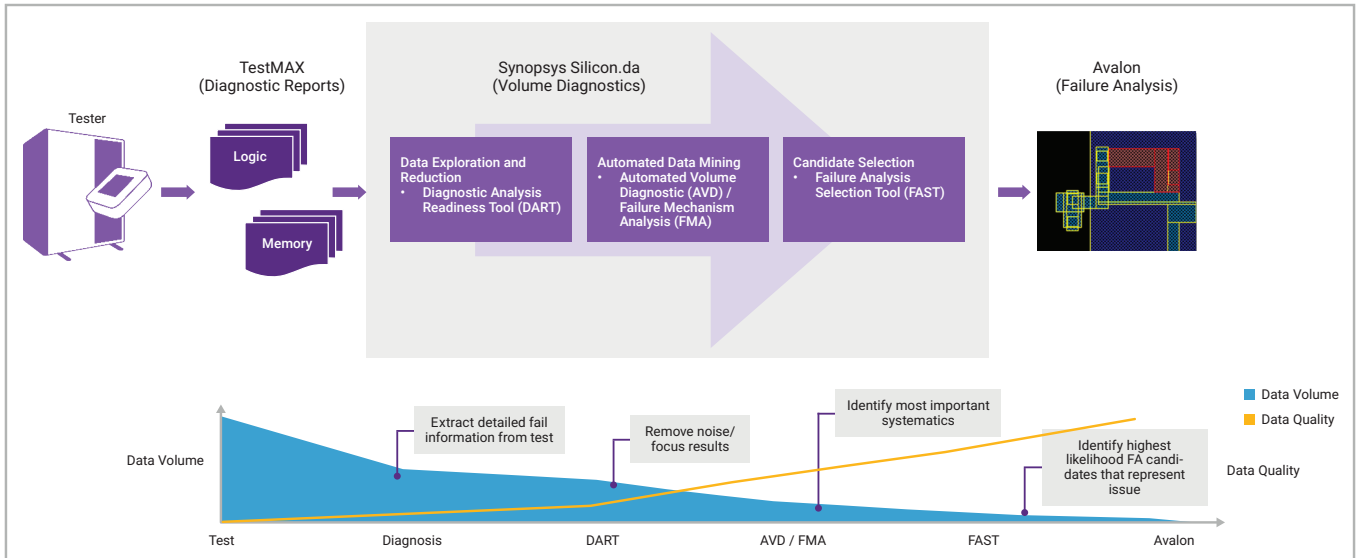 TestMAX
(Diagnostic Reports)
Synopsys Silicon.da
(Volume Diagnostics)
Avalon
(Failure Analysis)
Tester
Logic
Memory
Data Exploration and
Reduction
• Diagnostic Analysis
Readiness Tool (DART)
Automated Data Mining
• Automated Volume
Diagnostic (AVD) /
Failure Mechanism
Analysis (FMA)
Candidate Selection
• Failure Analysis
Selection Tool (FAST)
Data Volume
Data Quality
Extract detailed fail
information from test
Remove noise/
focus results
Identify most important
systematics
Identify highest
likelihood FA candi-
dates that represent
issue
Data Volume
Data Quality
Test
Diagnosis
DART
AVD / FMA
FAST
Avalon